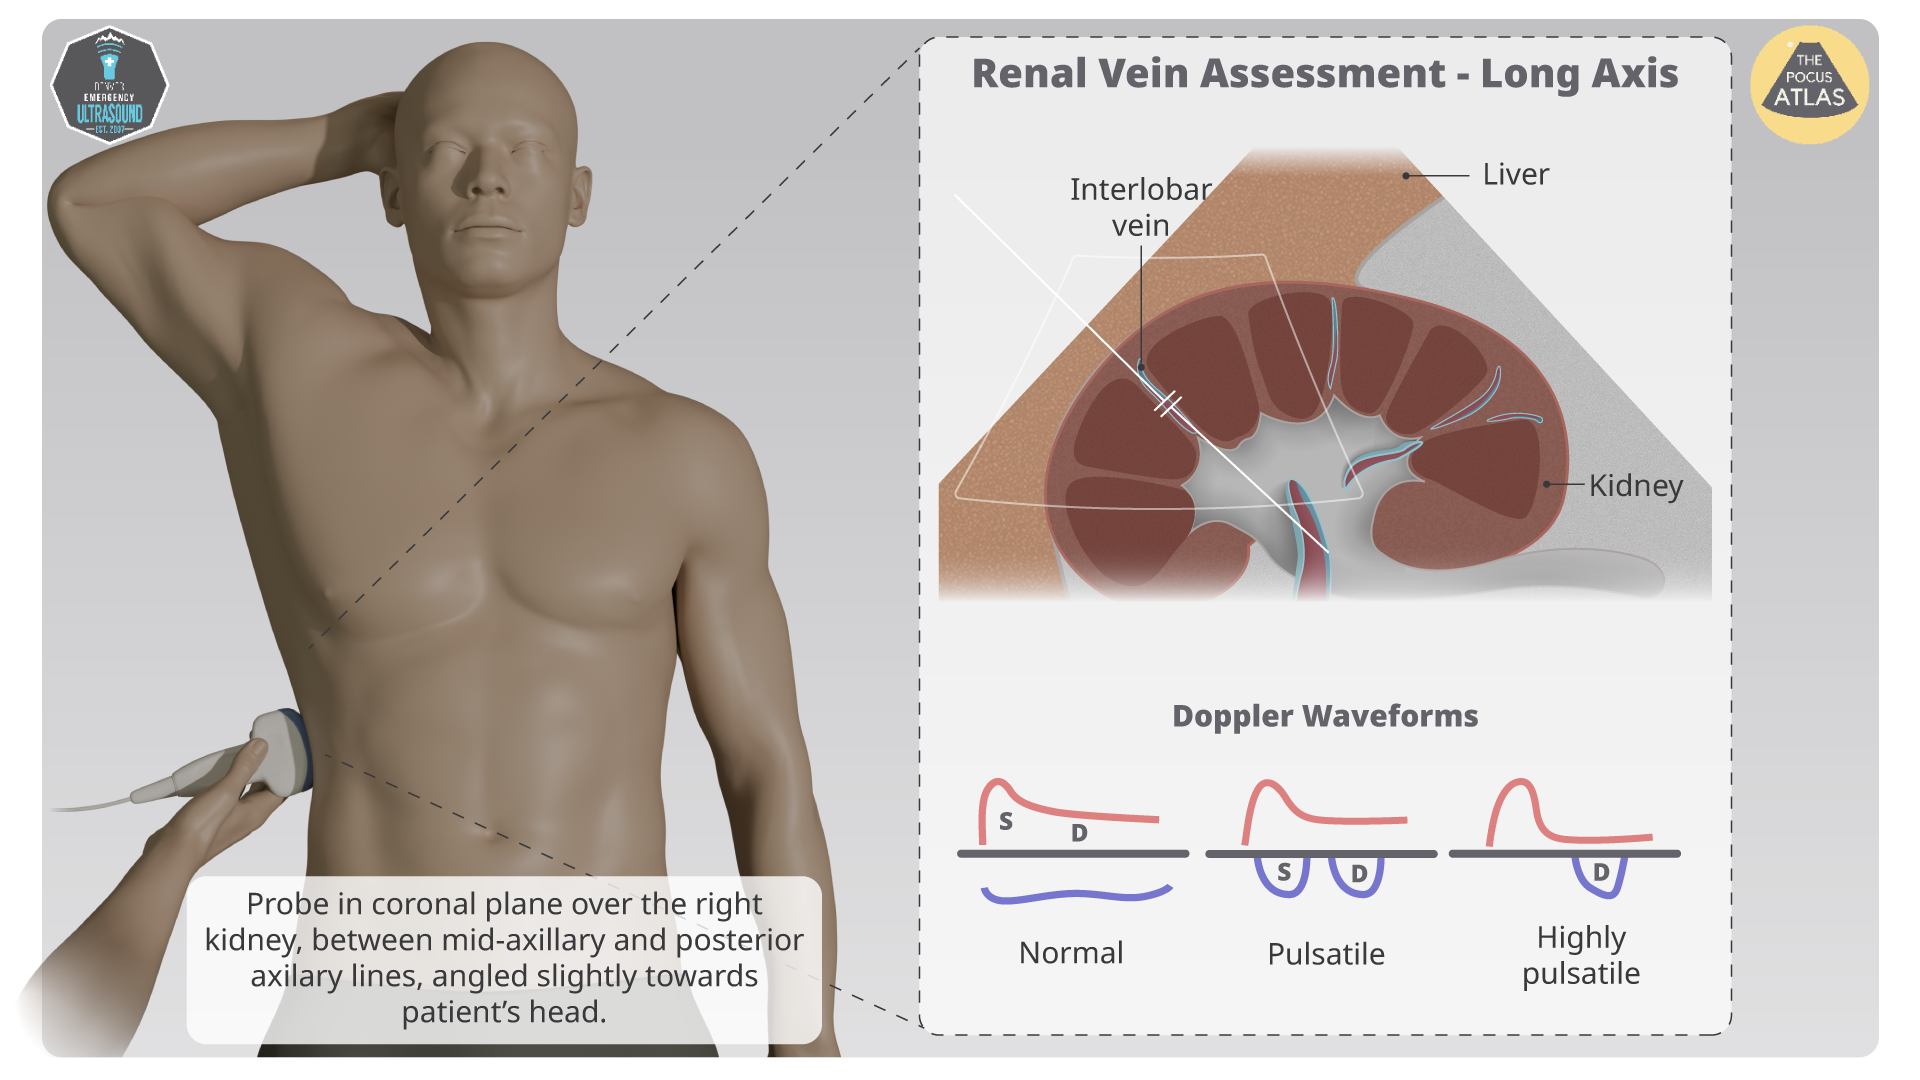 EMERGENCY
ULTRASOUND
EST. 2007
THE
POCUS
ATLAS
Renal Vein Assessment - Long Axis
Interlobar
vein
Liver
Kidney
Doppler Waveforms
S
D
S
D
D
Normal
Pulsatile
Highly
pulsatile
Probe in coronal plane over the right
kidney, between mid-axillary and posterior
axilary lines, angled slightly towards
patient’s head.